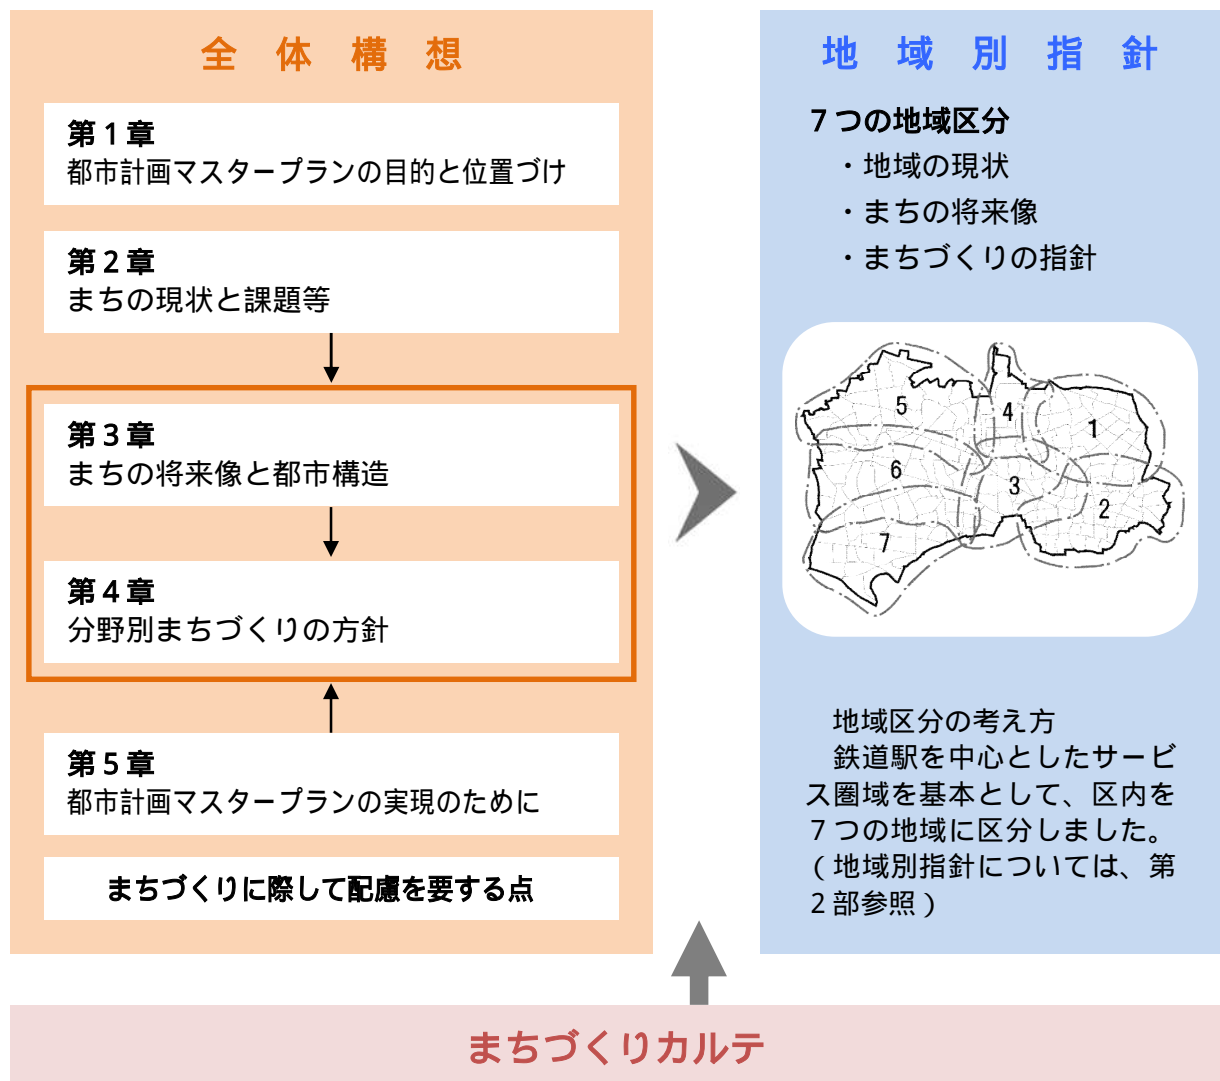 全体構想
第1章
都市計画マスタープランの目的と位置づけ
第2章
まちの現状と課題等
第3章
まちの将来像と都市構造
第4章
分野別まちづくりの方針
第5章
都市計画マスタープランの実現のために
まちづくりに際して配慮を要する点
地域別指針
7つの地域区分
・地域の現状
・まちの将来像
・まちづくりの指針
5
4
1
6
3
2
7
地域区分の考え方
鉄道駅を中心としたサービ
ス圏域を基本として、区内を
7つの地域に区分しました。
(地域別指針については、第
2部参照)
まちづくりカルテ